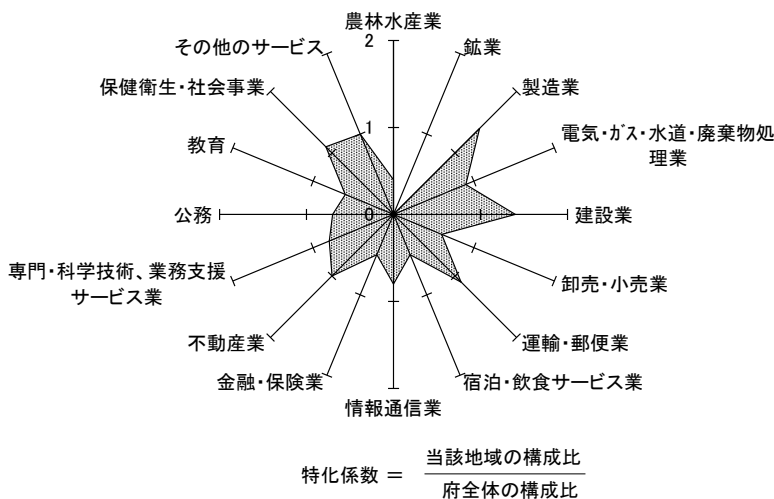 農林水産業
鉱業
製造業
電気・ｶﾞｽ・水道・廃棄物処
理業
建設業
卸売・小売業
運輸・郵便業
宿泊・飲食サービス業
情報通信業
金融・保険業
不動産業
専門・科学技術、業務支援
サービス業
公務
教育
保健衛生・社会事業
その他のサービス
2
1
0
特化係数 ＝ 当該地域の構成比
府全体の構成比